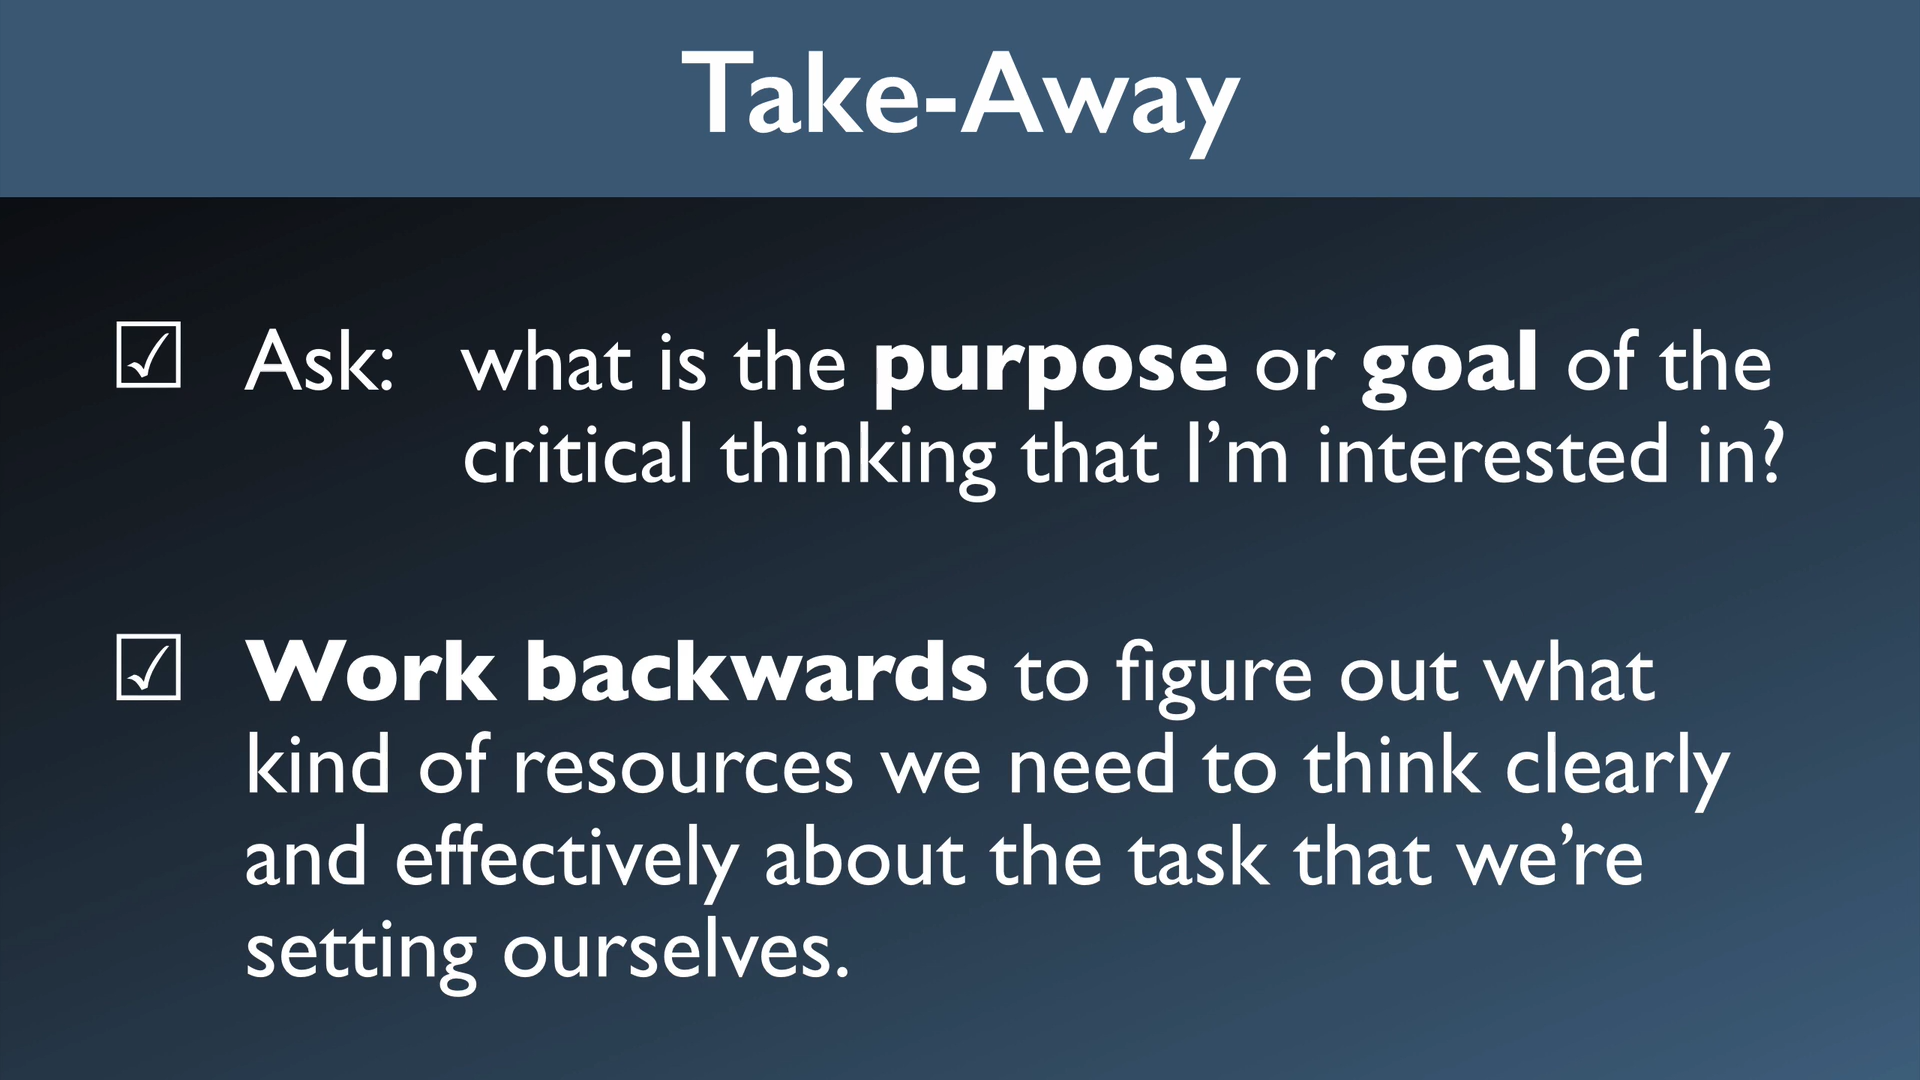 Take-Away
☑ Ask: what is the purpose or goal of the
critical thinking that I’m interested in?
☑ Work backwards to figure out what
kind of resources we need to think clearly
and effectively about the task that we’re
setting ourselves.